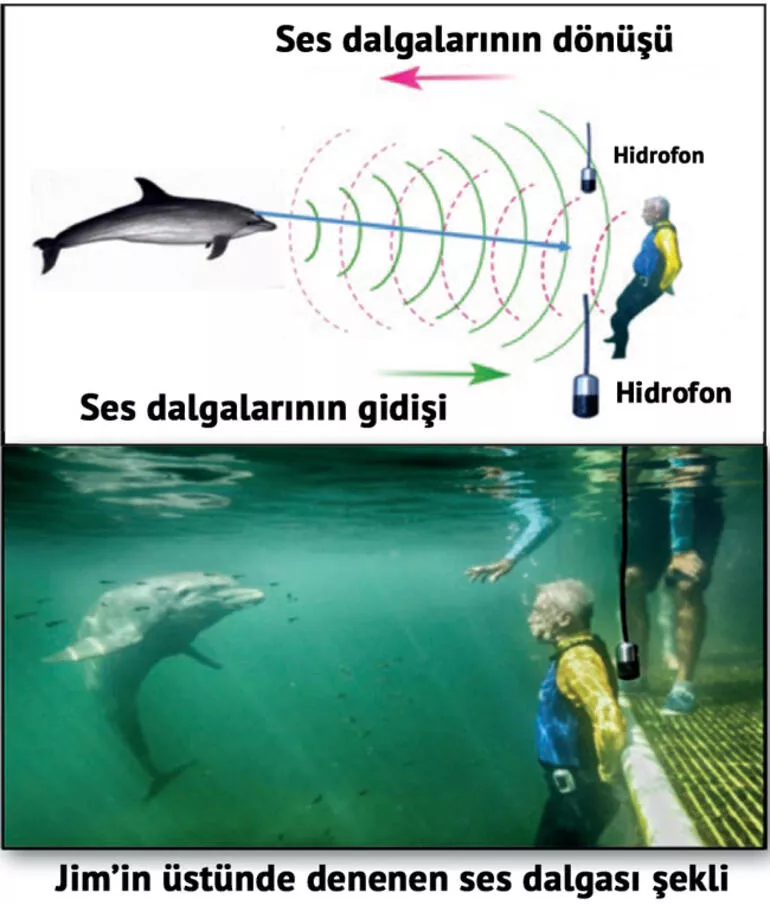 Ses dalgalarının dönüşü
Hidrofon
Hidrofon
Ses dalgalarının gidişi
Jim'in üstünde denenen ses dalgası şekli